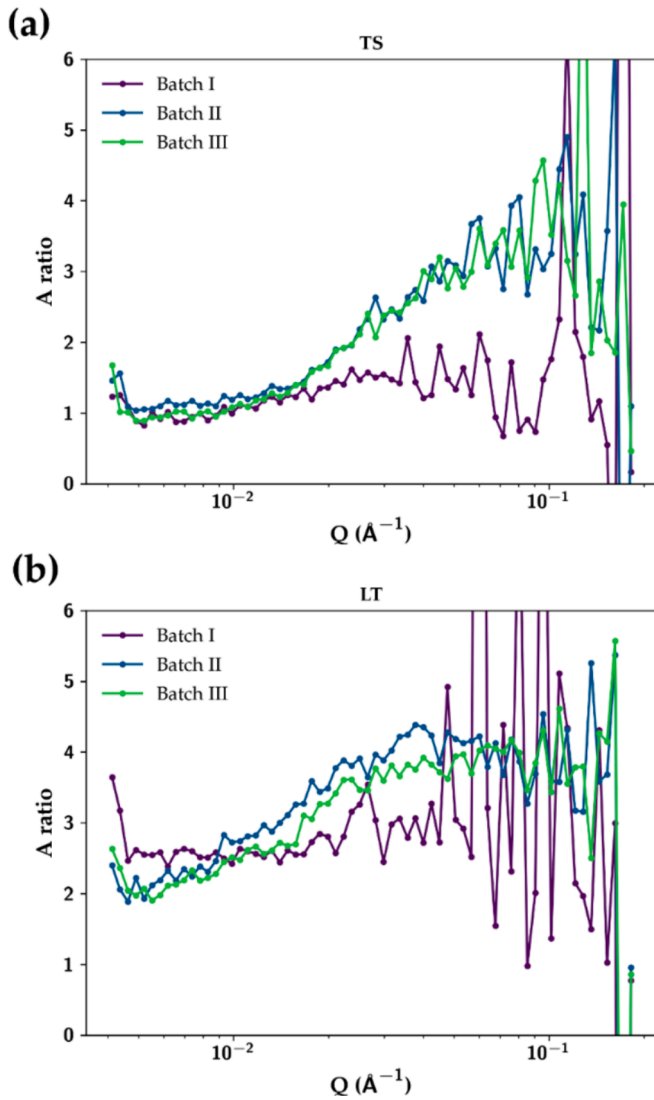 (a)
TS
6
5
4
3
2
1
0
A ratio
Batch I
Batch II
Batch III
10⁻² 10⁻¹
Q (Å⁻¹)
(b)
LT
6
5
4
3
2
1
0
A ratio
Batch I
Batch II
Batch III
10⁻² 10⁻¹
Q (Å⁻¹)